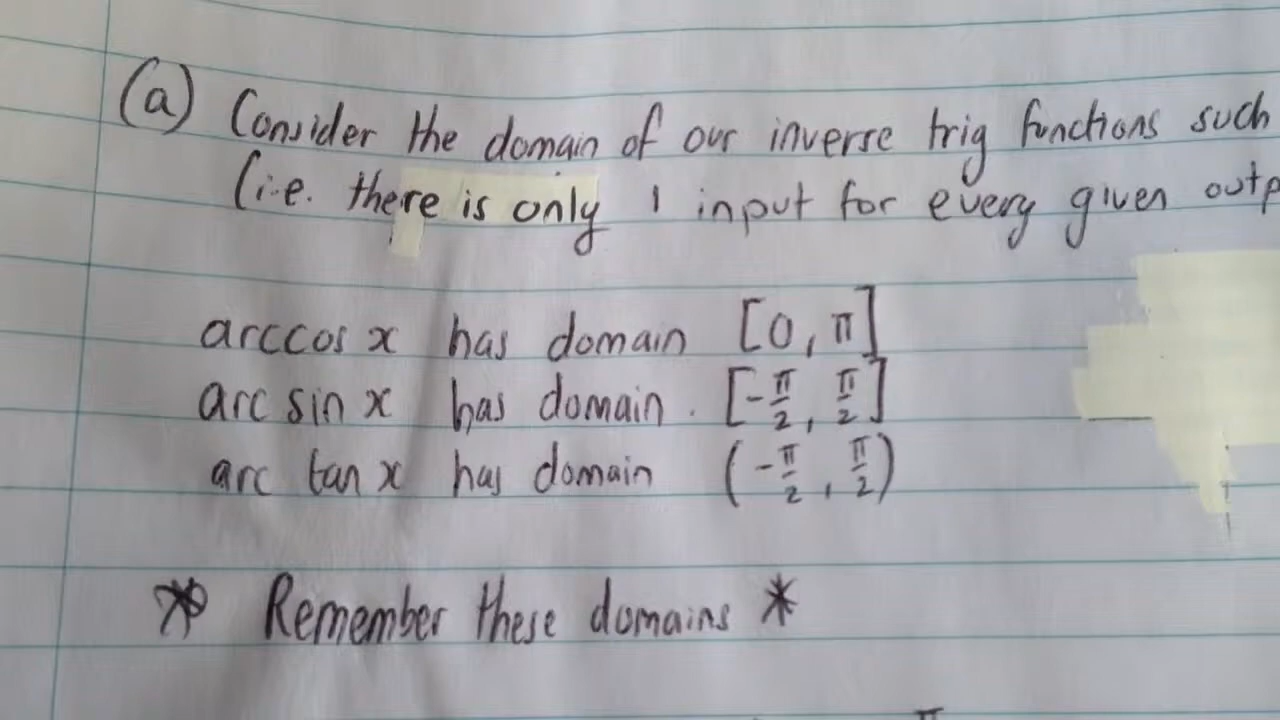 (a) Consider the domain of our inverse trig functions such
(i.e. there is only 1 input for every given outp
arccos x has domain [0, π]
arc sin x has domain. [-π/2, π/2]
arc tan x has domain (-π/2, π/2)
* Remember these domains *